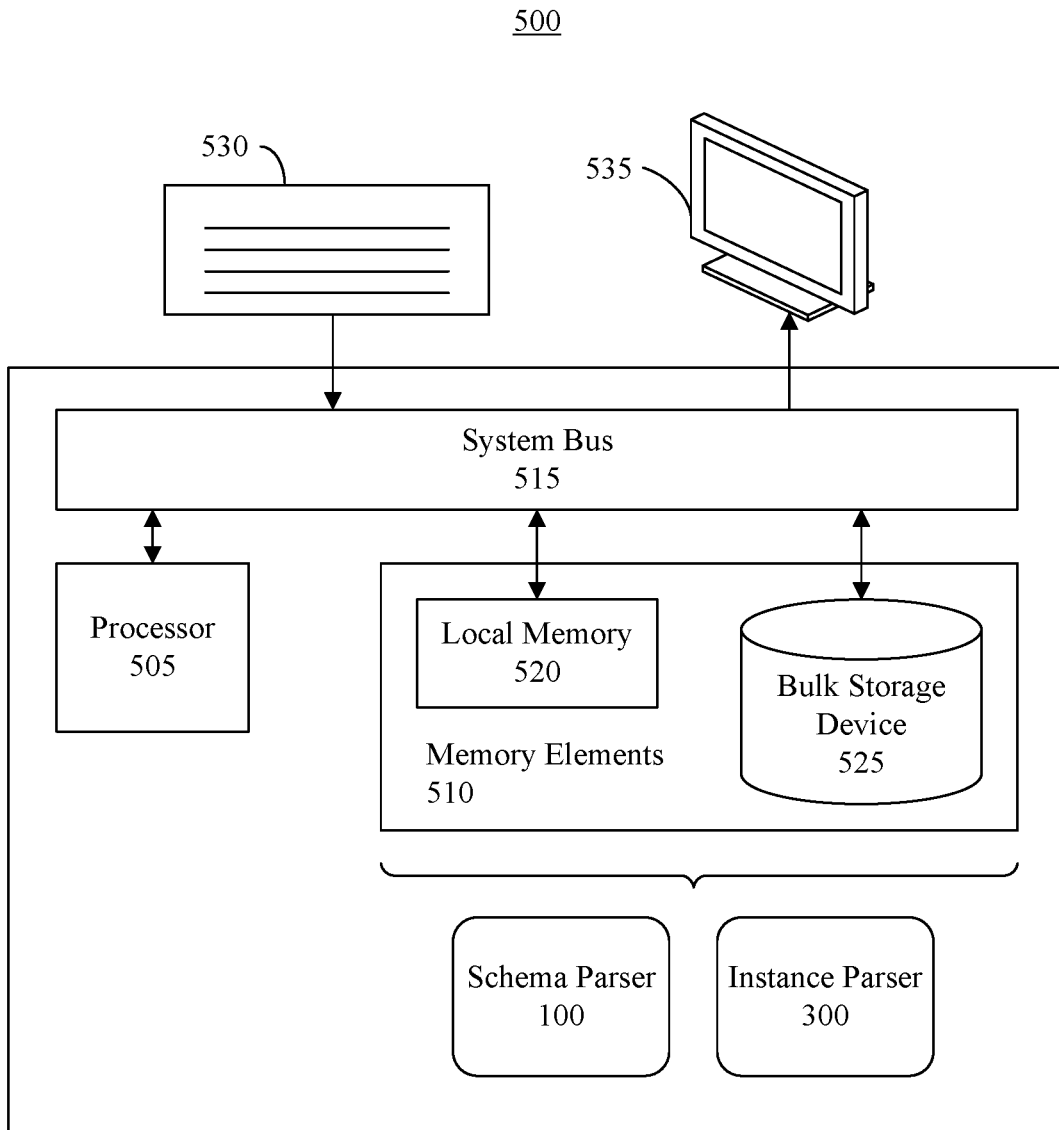 500
530
535
System Bus
515
Processor
505
Local Memory
520
Memory Elements
510
Bulk Storage
Device
525
Schema Parser
100
Instance Parser
300